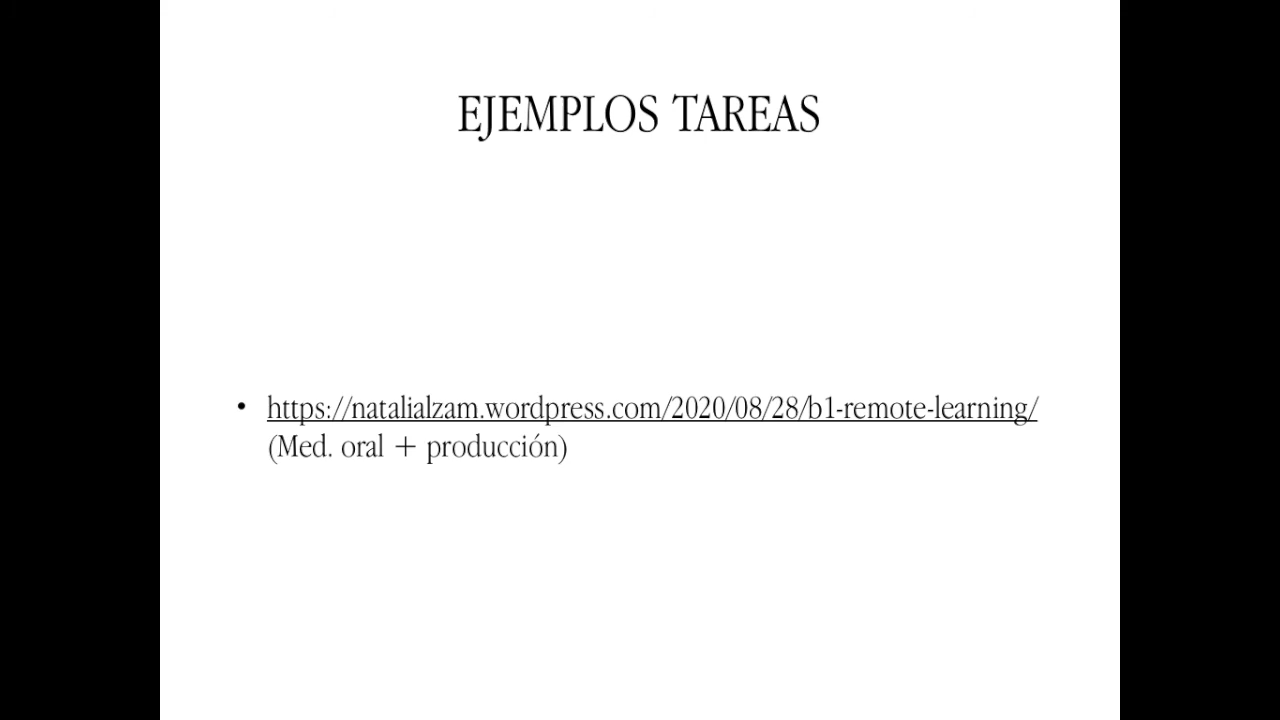 EJEMPLOS TAREAS
• https://natalialzam.wordpress.com/2020/08/28/b1-remote-learning/
(Med. oral + producción)